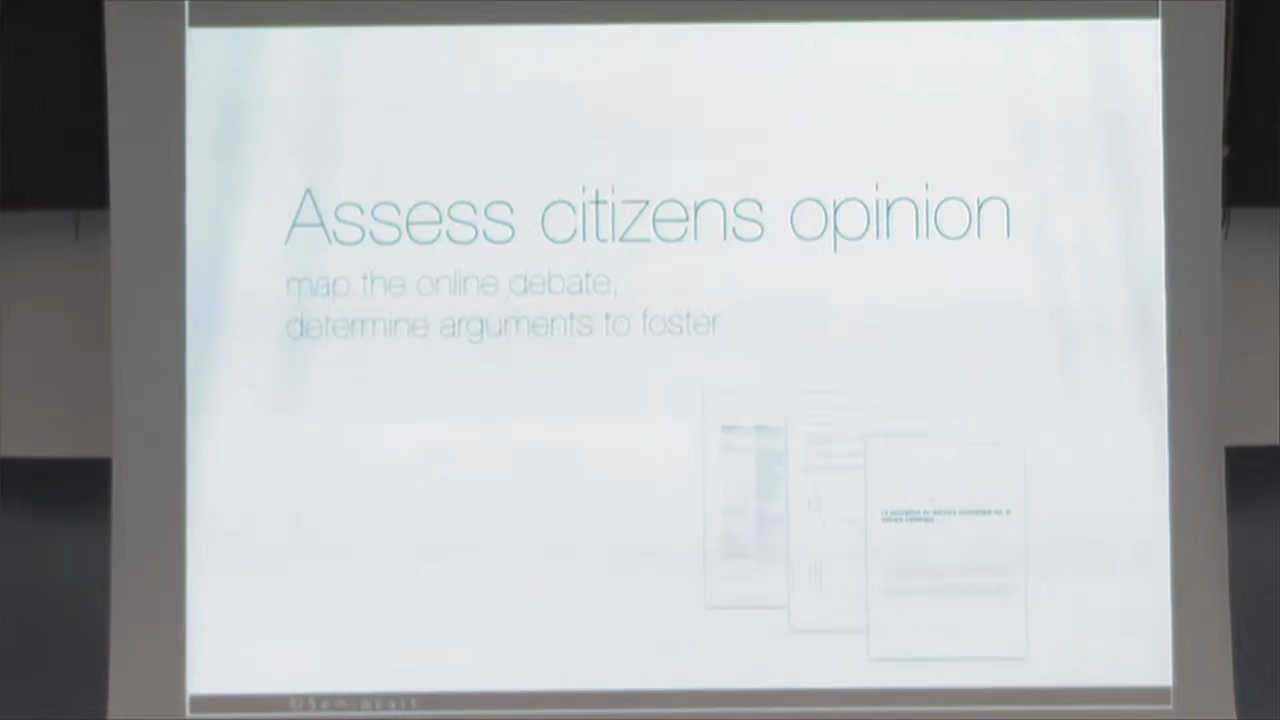 Assess citizens opinion
map the online debate,
determine arguments to foster